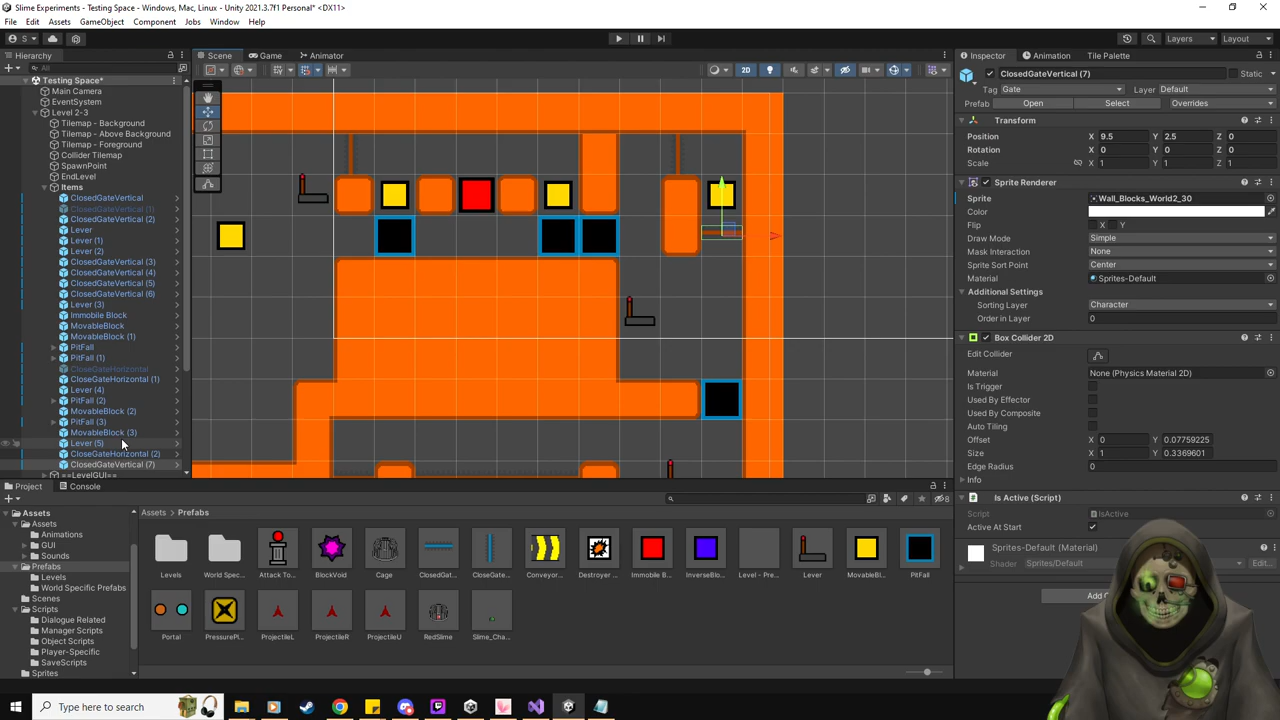 Slime Experiments - Testing Space - Windows, Mac, Linux - Unity 2021.3.7f1 Personal* <DX11>
File Edit Assets GameObject Component Jobs Window Help
S Layers Layout
Hierarchy Scene Game Animator Inspector Animation Tile Palette
All
Testing Space*
Main Camera
EventSystem
Level 2-3
Tilemap - Background
Tilemap - Above Background
Tilemap - Foreground
Collider Tilemap
SpawnPoint
EndLevel
Items
ClosedGateVertical
ClosedGateVertical (1)
ClosedGateVertical (2)
Lever
Lever (1)
Lever (2)
ClosedGateVertical (3)
ClosedGateVertical (4)
ClosedGateVertical (5)
ClosedGateVertical (6)
Lever (3)
Immobile Block
MovableBlock
MovableBlock (1)
PitFall
PitFall (1)
CloseGateHorizontal
CloseGateHorizontal (1)
Lever (4)
PitFall (2)
MovableBlock (2)
PitFall (3)
MovableBlock (3)
Lever (5)
CloseGateHorizontal (2)
ClosedGateVertical (7)
==LevelGUI==
2D
ClosedGateVertical (7) Static
Tag Gate Layer Default
Prefab Open Select Overrides
Transform
Position X 9.5 Y 2.5 Z 0
Rotation X 0 Y 0 Z 0
Scale X 1 Y 1 Z 1
Sprite Renderer
Sprite Wall_Blocks_World2_30
Color
Flip X Y
Draw Mode Simple
Mask Interaction None
Sprite Sort Point Center
Material Sprites-Default
Additional Settings
Sorting Layer Character
Order in Layer 0
Box Collider 2D
Edit Collider
Material None (Physics Material 2D)
Is Trigger
Used By Effector
Used By Composite
Auto Tiling
Offset X 0 Y 0.07759225
Size X 1 Y 0.3369601
Edge Radius 0
Info
Is Active (Script)
Script IsActive
Active At Start
Sprites-Default (Material)
Shader Sprites/Default Edit...
Project Console
8
Assets
Assets
Animations
GUI
Sounds
Prefabs
Levels
World Specific Prefabs
Scenes
Scripts
Dialogue Related
Manager Scripts
Object Scripts
Player-Specific
SaveScripts
Sprites
Assets > Prefabs
Levels World Spec... Attack To... BlockVoid Cage ClosedGat... CloseGate... Conveyor... Destroyer ... Immobile B... InverseBlo... Level - Pre... Lever MovableBl... PitFall
Portal PressurePl... ProjectileL ProjectileR ProjectileU RedSlime Slime_Cha...
Type here to search